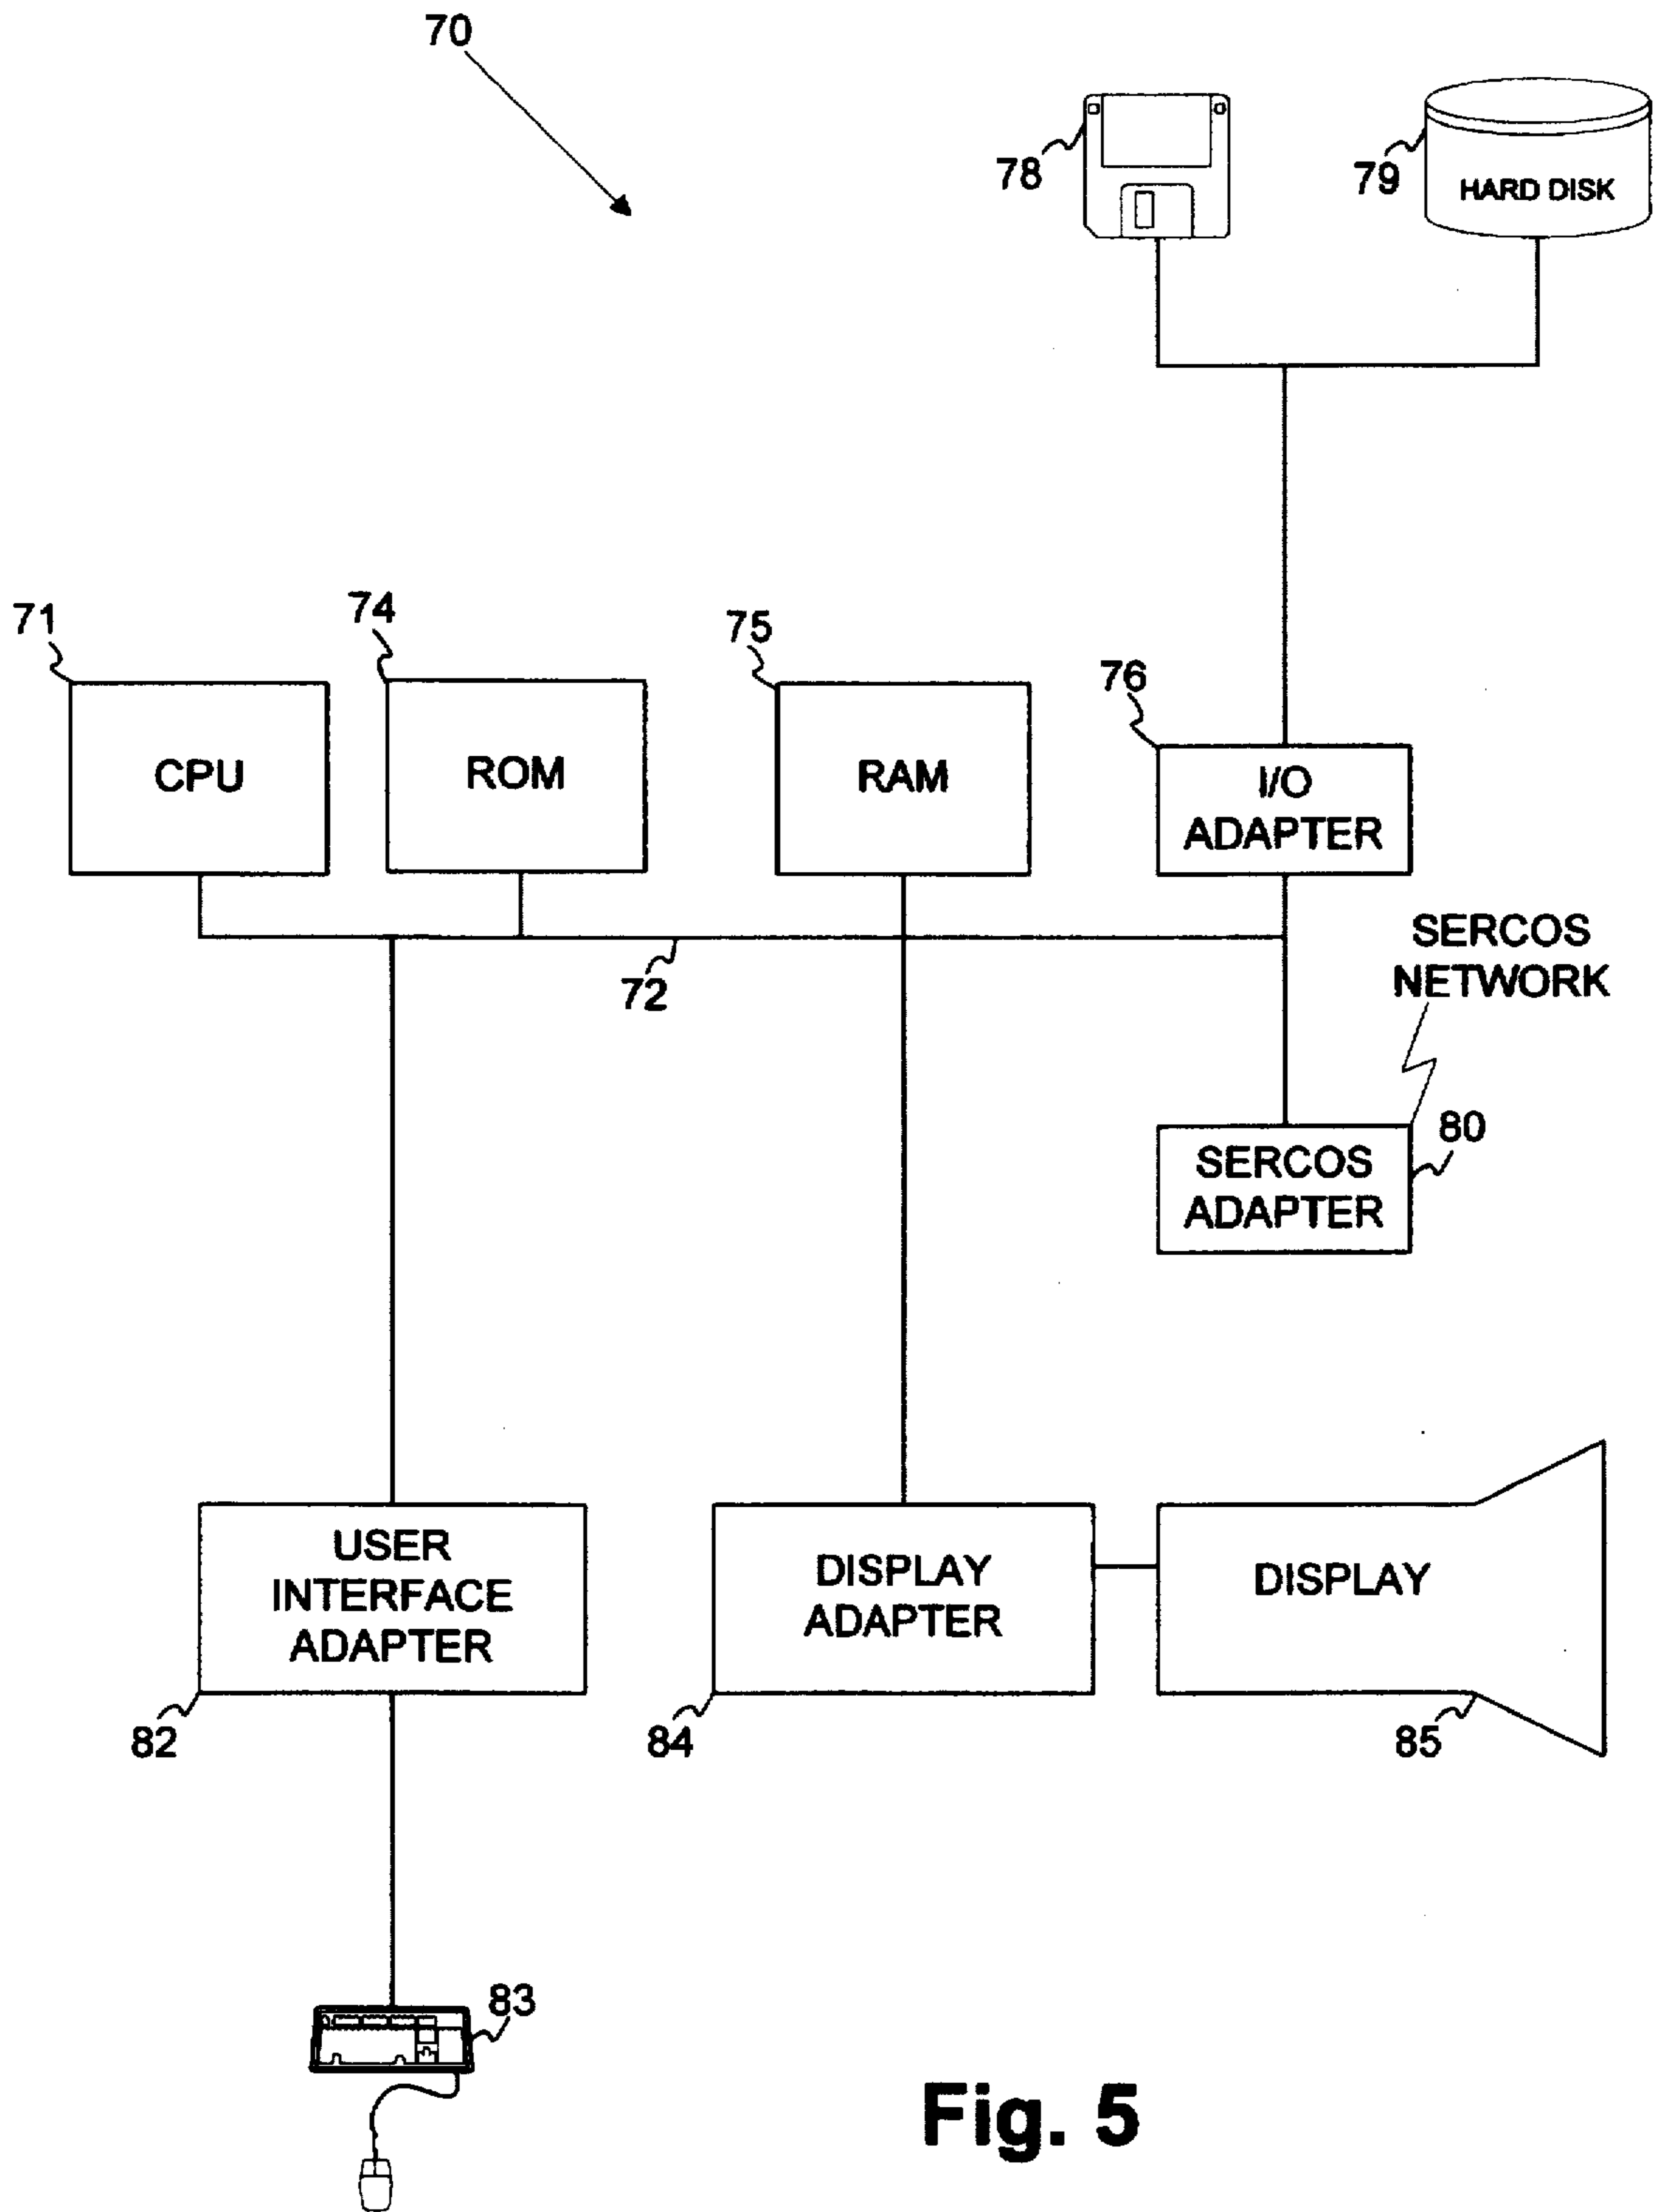 70
78
79
HARD DISK
71
74
75
76
CPU
ROM
RAM
I/O
ADAPTER
72
SERCOS
NETWORK
80
SERCOS
ADAPTER
USER
INTERFACE
ADAPTER
DISPLAY
ADAPTER
DISPLAY
82
84
85
83
Fig. 5